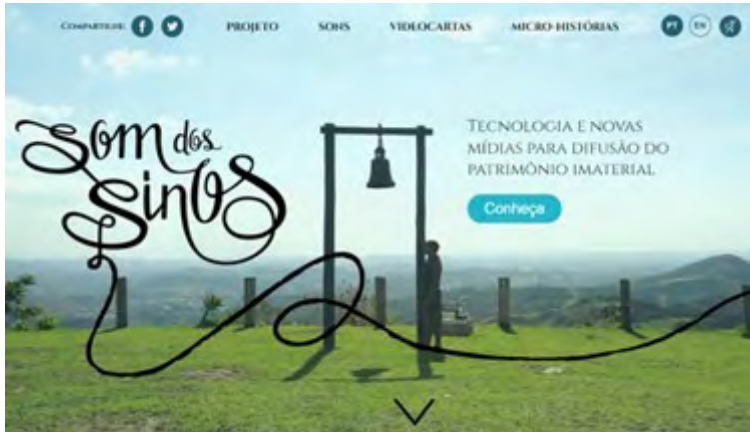 COMPARTILHE
PROJETO
SONS
VIDEOCARTAS
MICRO-HISTÓRIAS
PT
EN
Som dos
Sinos
TECNOLOGIA E NOVAS
MÍDIAS PARA DIFUSÃO DO
PATRIMÔNIO IMATERIAL
Conheça